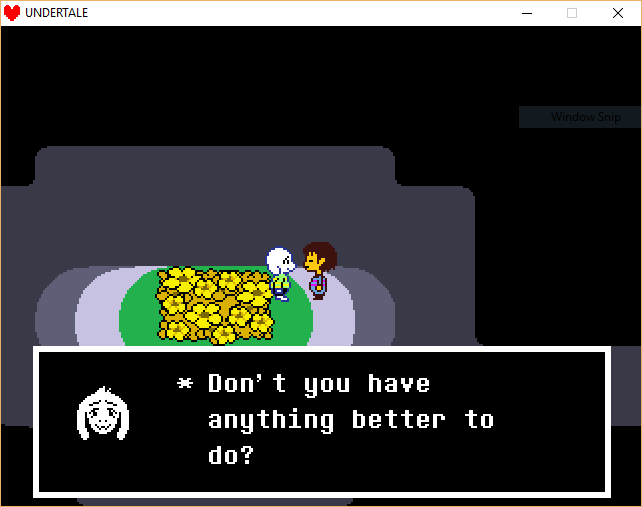 UNDERTALE
Window Snip
* Don't you have
anything better to
do?